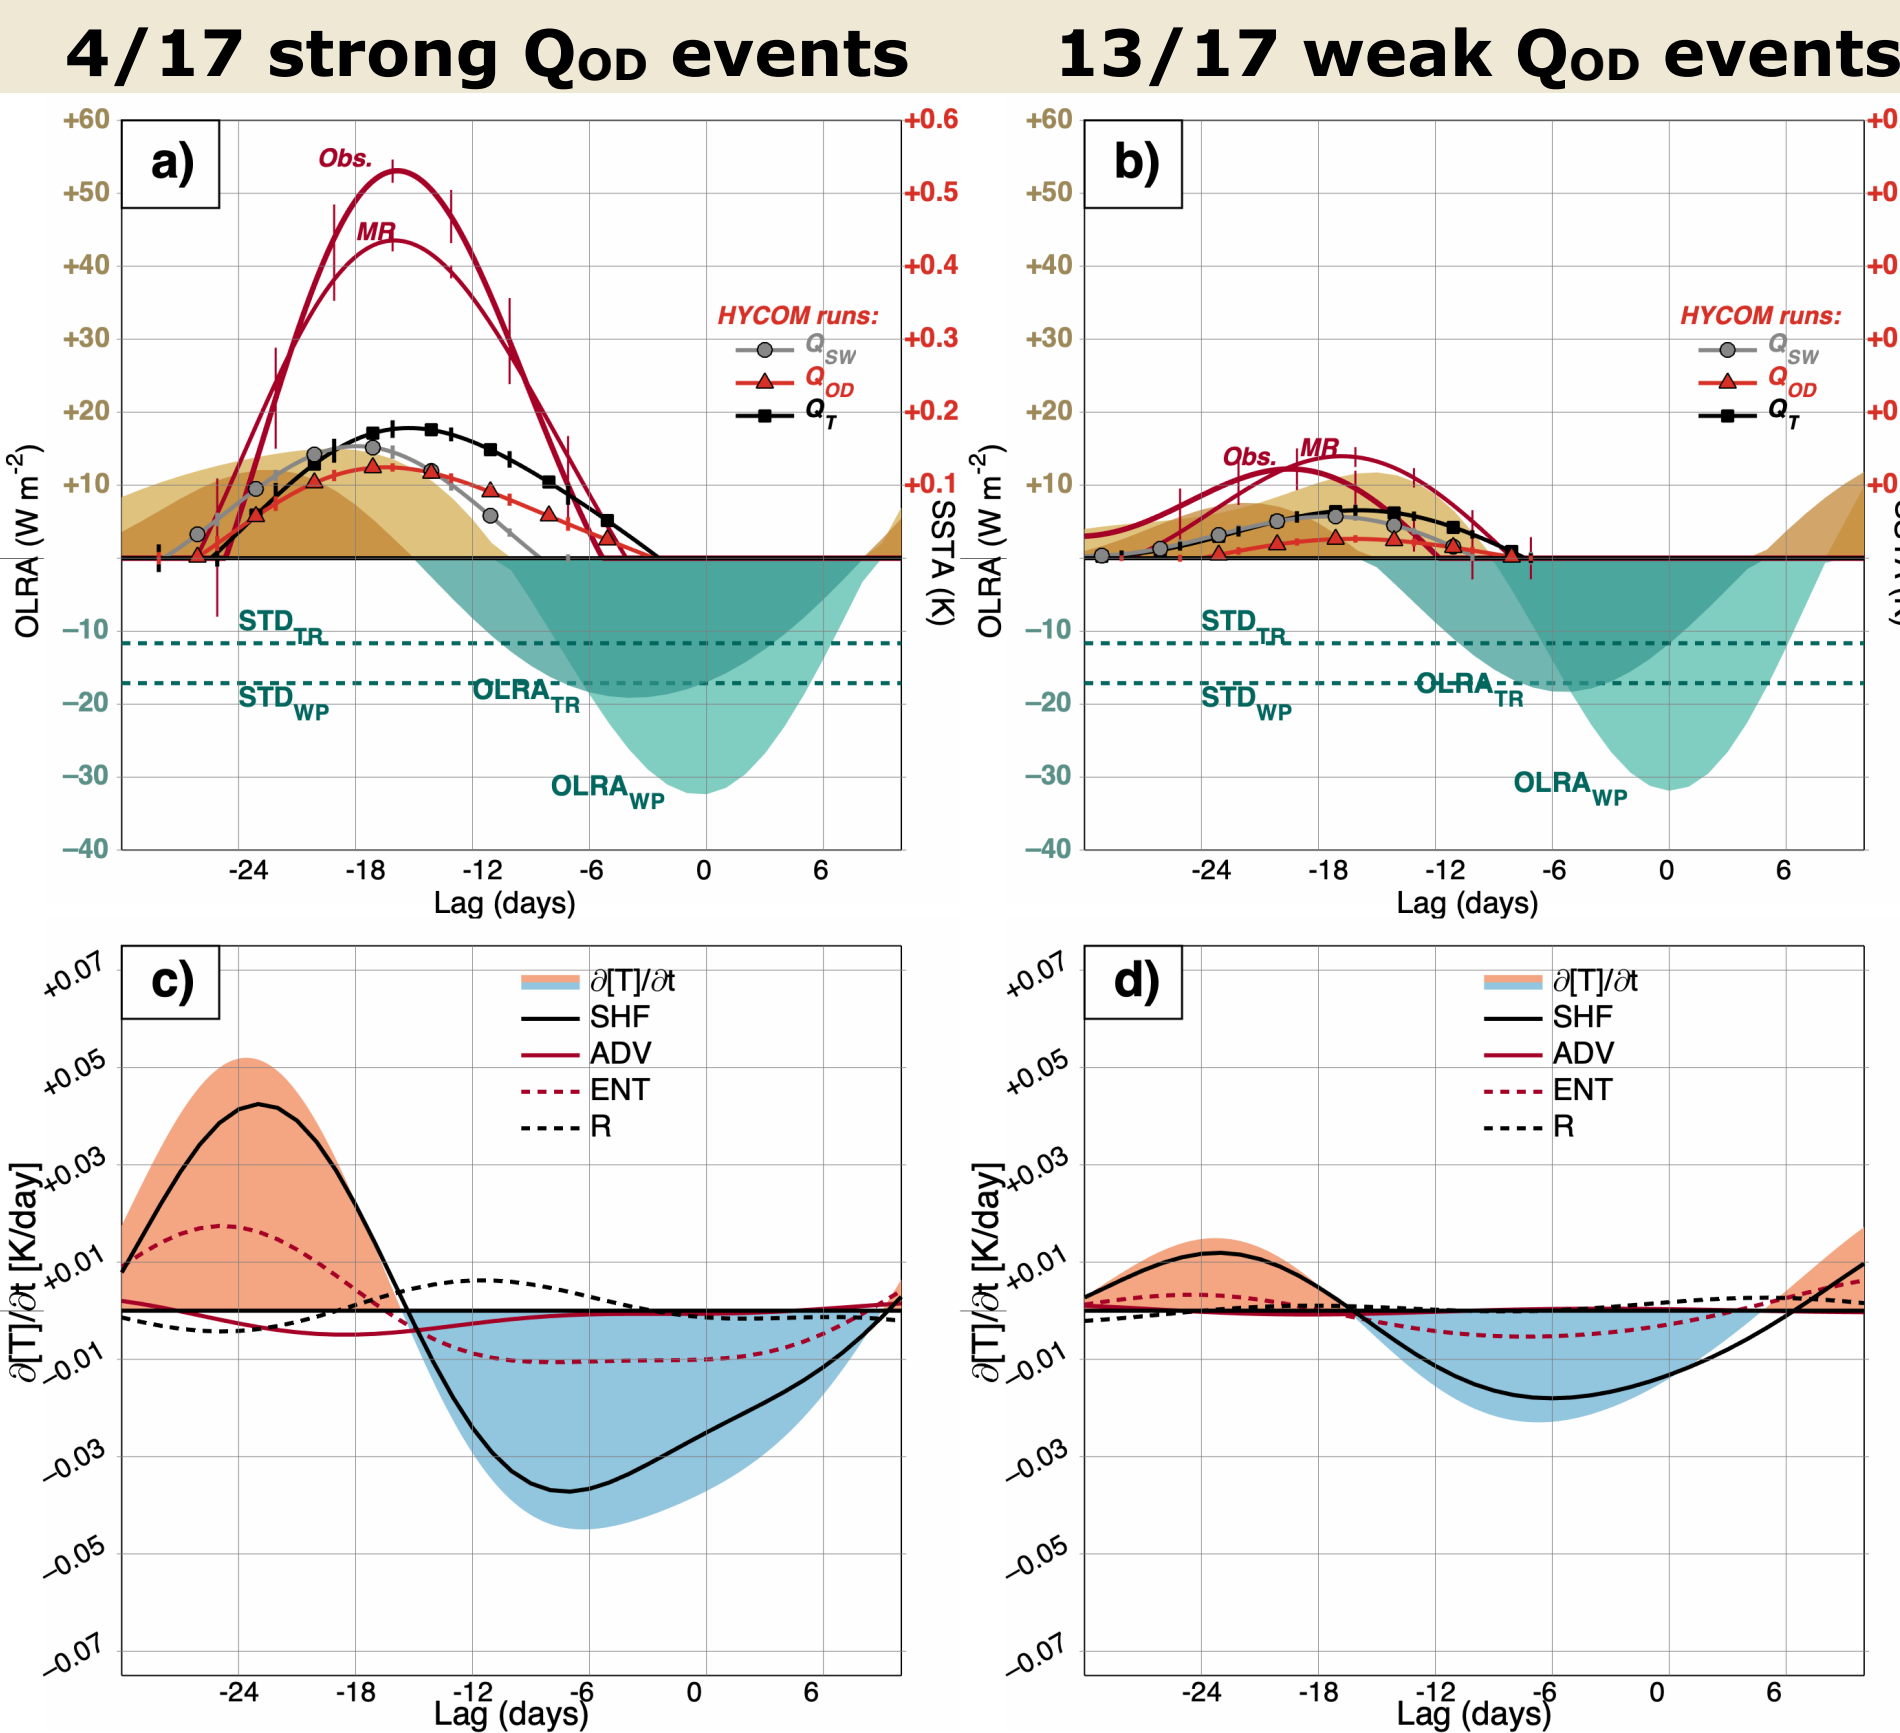 4/17 strong QOD events
13/17 weak QOD events
a)
+60
+50
+40
+30
+20
+10
−10
−20
−30
−40
OLRA (W m-2)
+0.6
+0.5
+0.4
+0.3
+0.2
+0.1
SSTA (K)
Obs.
MR
HYCOM runs:
QSW
QOD
QT
STDTR
STDWP
OLRATR
OLRAWP
-24 -18 -12 -6 0 6
Lag (days)
b)
+60
+50
+40
+30
+20
+10
−10
−20
−30
−40
OLRA (W m-2)
+0
+0
+0
+0
+0
+0
Obs.
MR
HYCOM runs:
QSW
QOD
QT
STDTR
STDWP
OLRATR
OLRAWP
-24 -18 -12 -6 0 6
Lag (days)
c)
+0.07
+0.05
+0.03
+0.01
−0.01
−0.03
−0.05
−0.07
∂[T]/∂t [K/day]
∂[T]/∂t
SHF
ADV
ENT
R
-24 -18 -12 -6 0 6
Lag (days)
d)
+0.07
+0.05
+0.03
+0.01
−0.01
−0.03
−0.05
−0.07
∂[T]/∂t [K/day]
∂[T]/∂t
SHF
ADV
ENT
R
-24 -18 -12 -6 0 6
Lag (days)